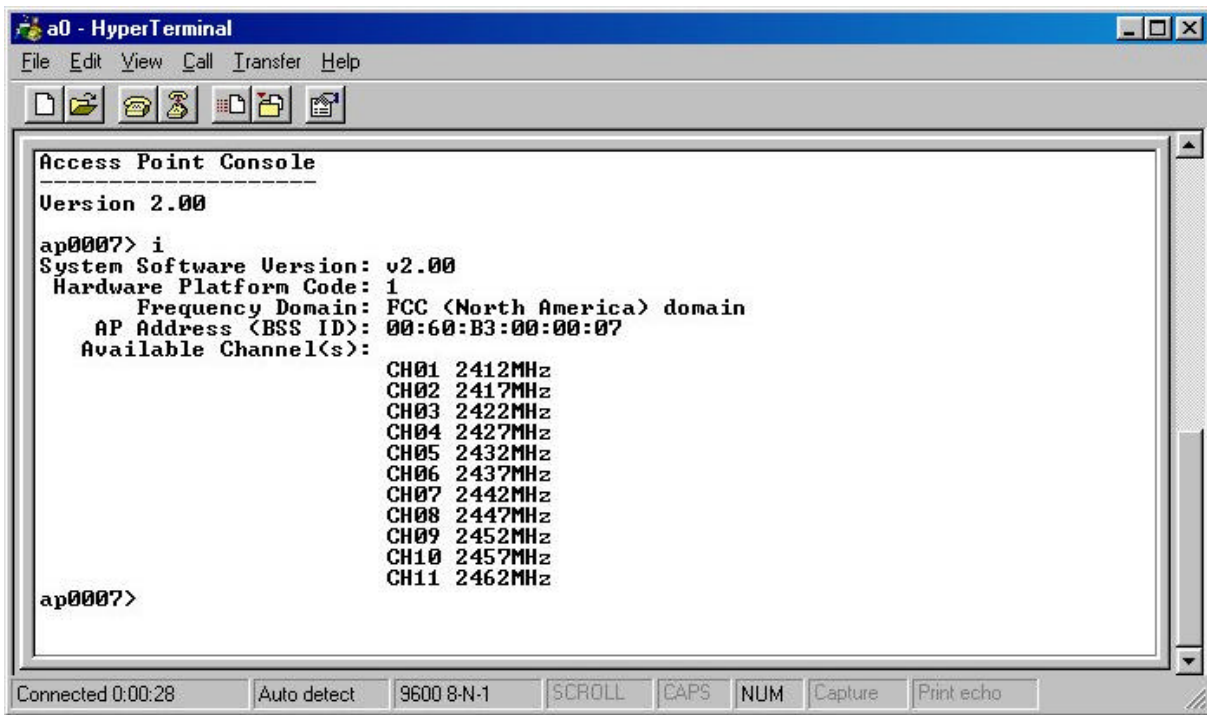 a0 - HyperTerminal
File Edit View Call Transfer Help
Access Point Console
--------------------
Version 2.00
ap0007> i
System Software Version: v2.00
Hardware Platform Code: 1
Frequency Domain: FCC (North America) domain
AP Address (BSS ID): 00:60:B3:00:00:07
Available Channel(s):
CH01 2412MHz
CH02 2417MHz
CH03 2422MHz
CH04 2427MHz
CH05 2432MHz
CH06 2437MHz
CH07 2442MHz
CH08 2447MHz
CH09 2452MHz
CH10 2457MHz
CH11 2462MHz
ap0007>
Connected 0:00:28 Auto detect 9600 8-N-1 SCROLL CAPS NUM Capture Print echo